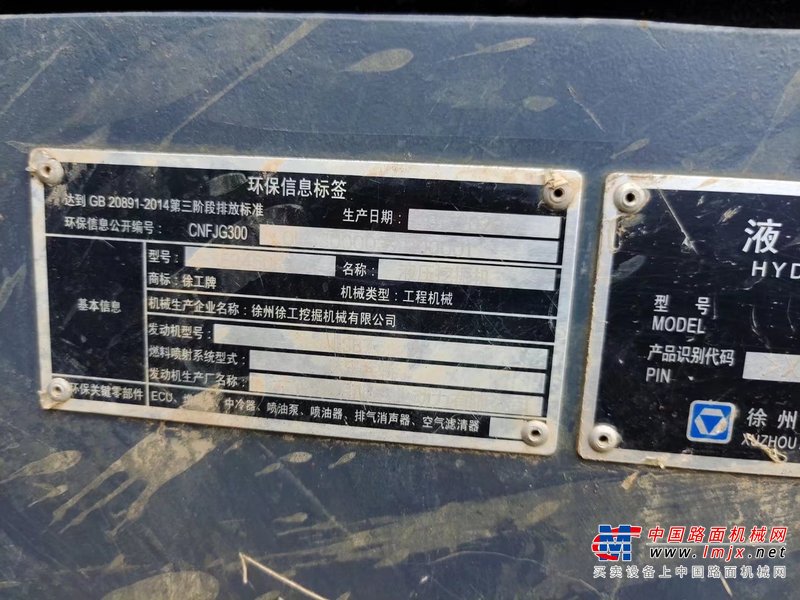 环保信息标签
达到 GB 20891-2014第三阶段排放标准
生产日期:
环保信息公开编号: CNFJG300
型号:
名称:
商标: 徐工牌
机械类型: 工程机械
基本信息
机械生产企业名称: 徐州徐工挖掘机械有限公司
发动机型号:
燃料喷射系统型式:
发动机生产厂名称:
环保关键零部件
ECU、增 中冷器、喷油泵、喷油器、排气消声器、空气滤清器
液
HYD
型 号
MODEL
产品识别代码
PIN
徐州
XUZHOU
中国路面机械网
www.lmjx.net
买卖设备上中国路面机械网